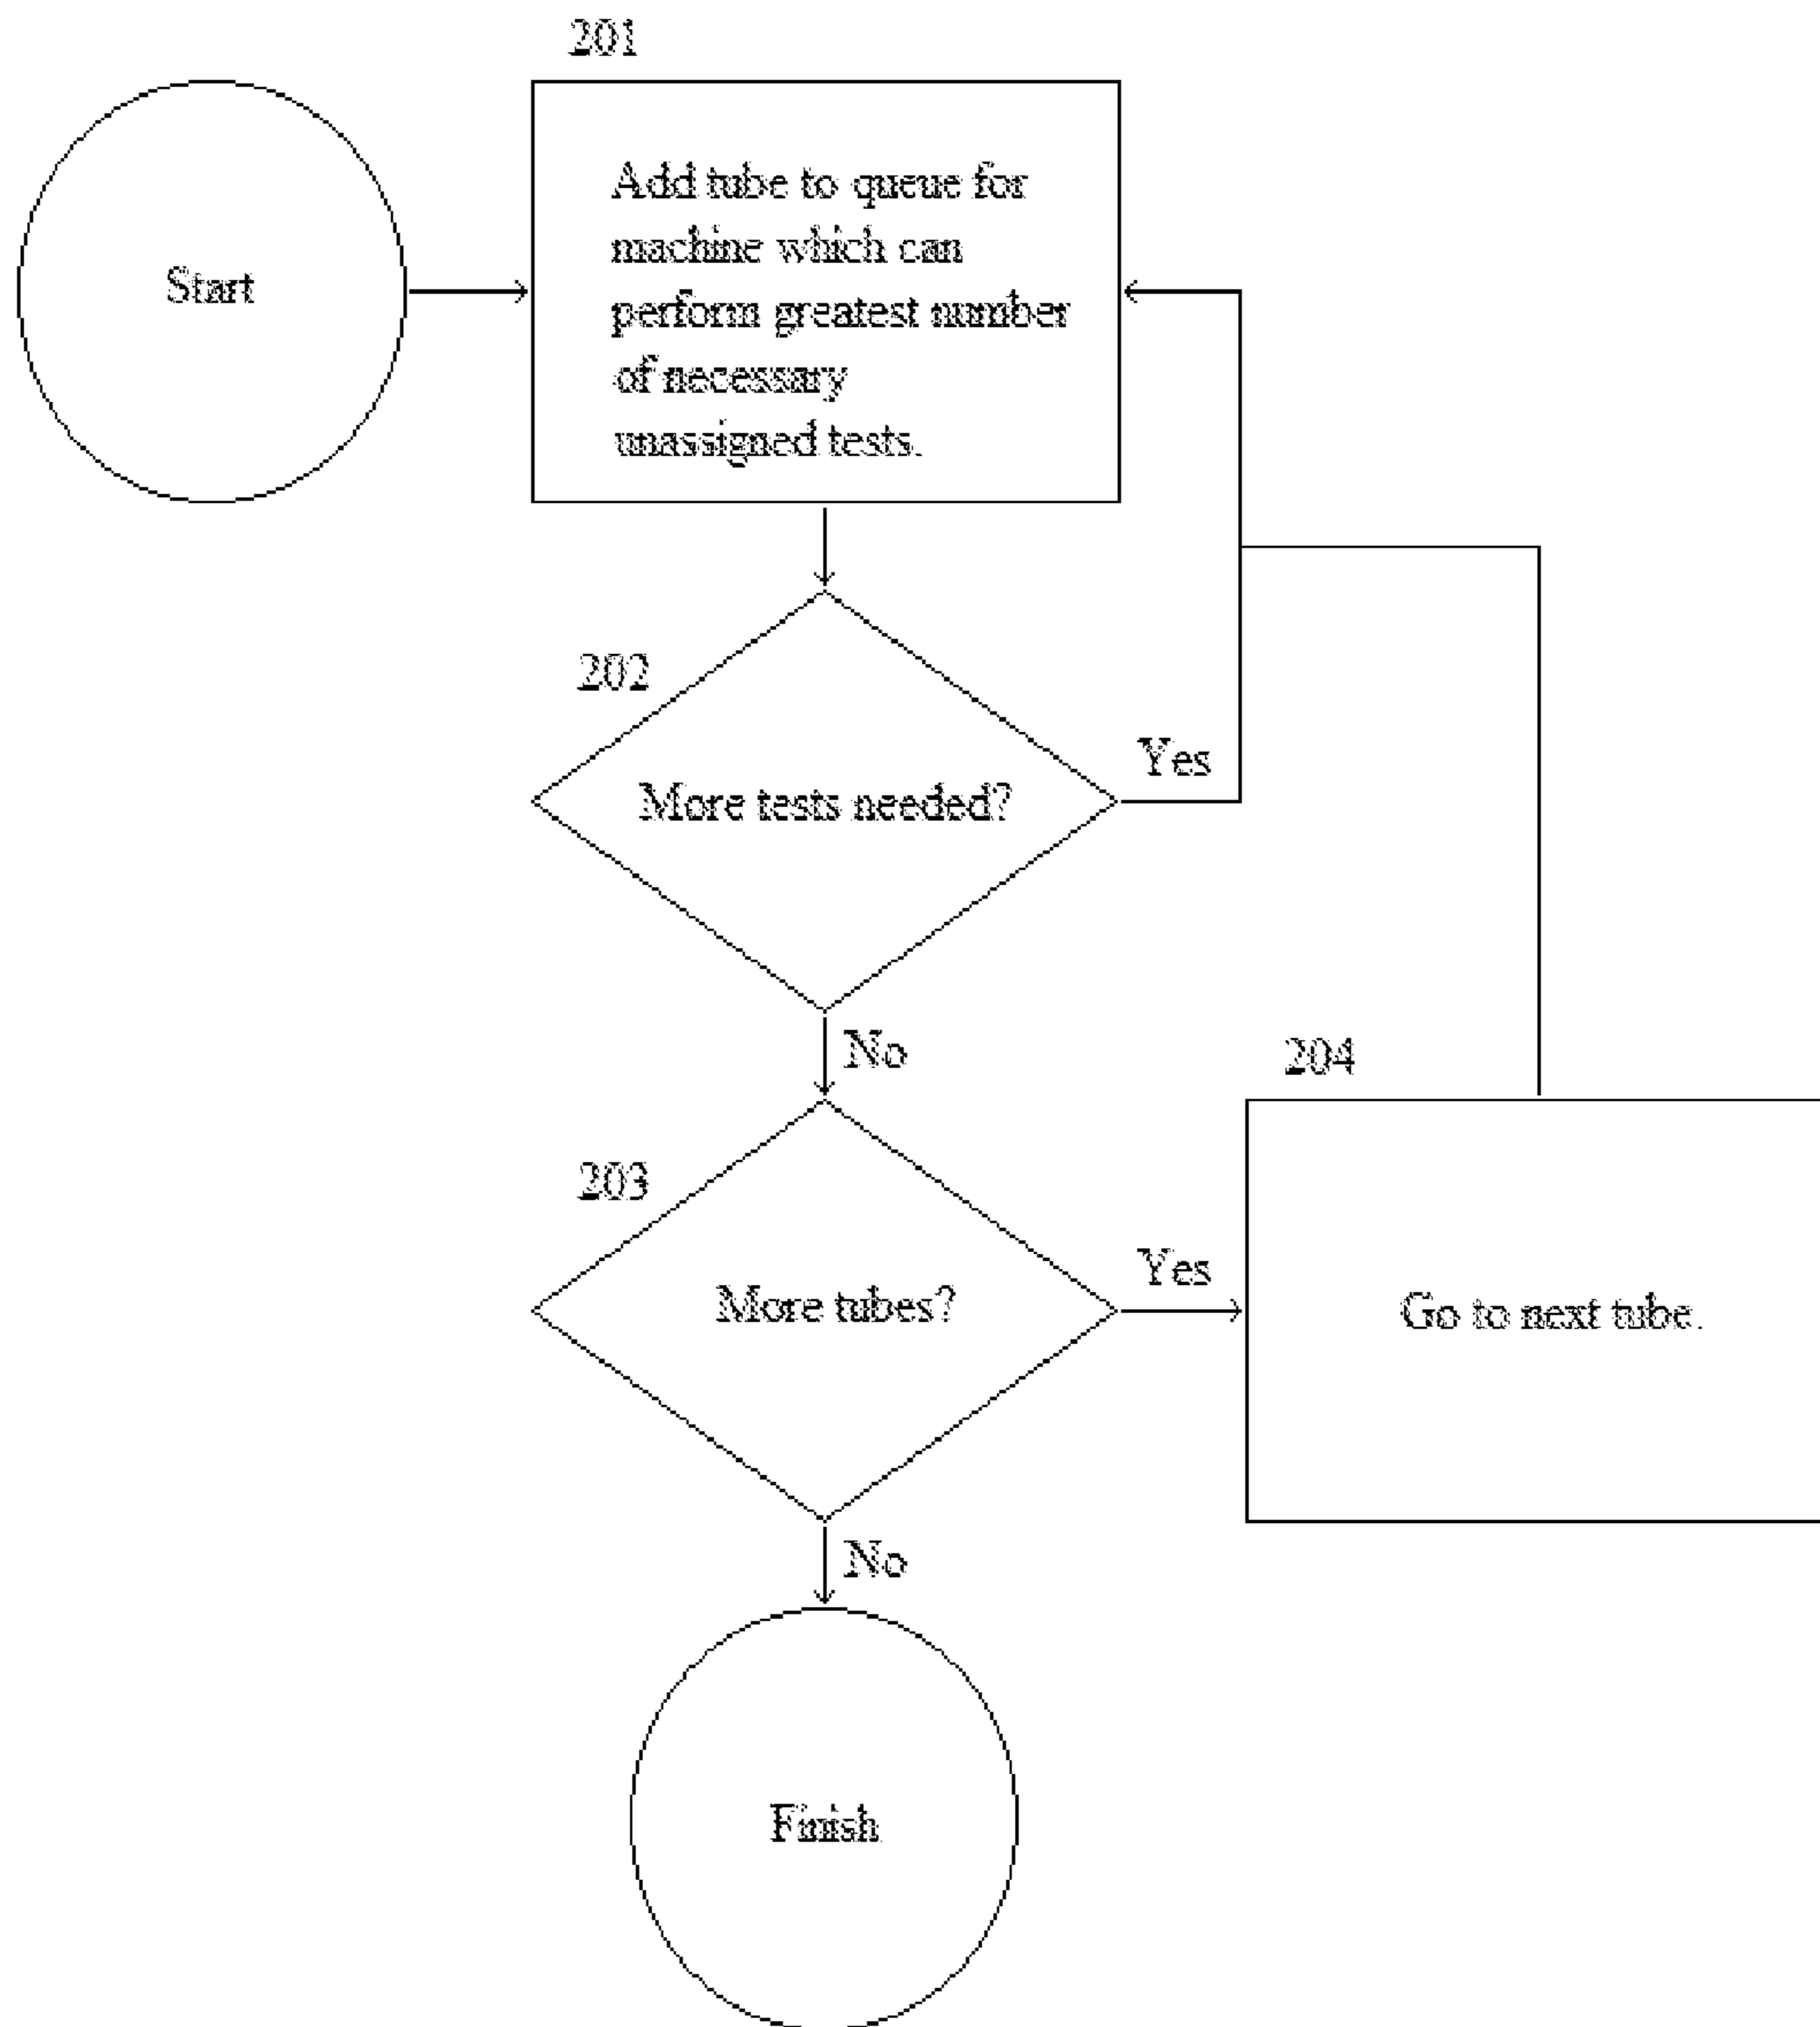 201
Start
Add tube to queue for
machine which can
perform greatest number
of necessary
unassigned tests.
202
More tests needed?
Yes
No
203
More tubes?
Yes
204
Go to next tube.
No
Finish